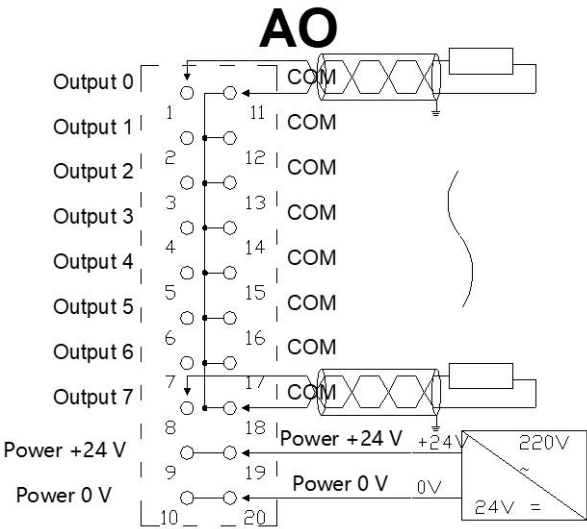 AO
Output 0 COM
1 11
Output 1 COM
2 12
Output 2 COM
3 13
Output 3 COM
4 14
Output 4 COM
5 15
Output 5 COM
6 16
Output 6 COM
7 17
Output 7 COM
8 18
Power +24 V Power +24 V +24V 220V
~
9 19
Power 0 V Power 0 V 0V
24V =
10 20